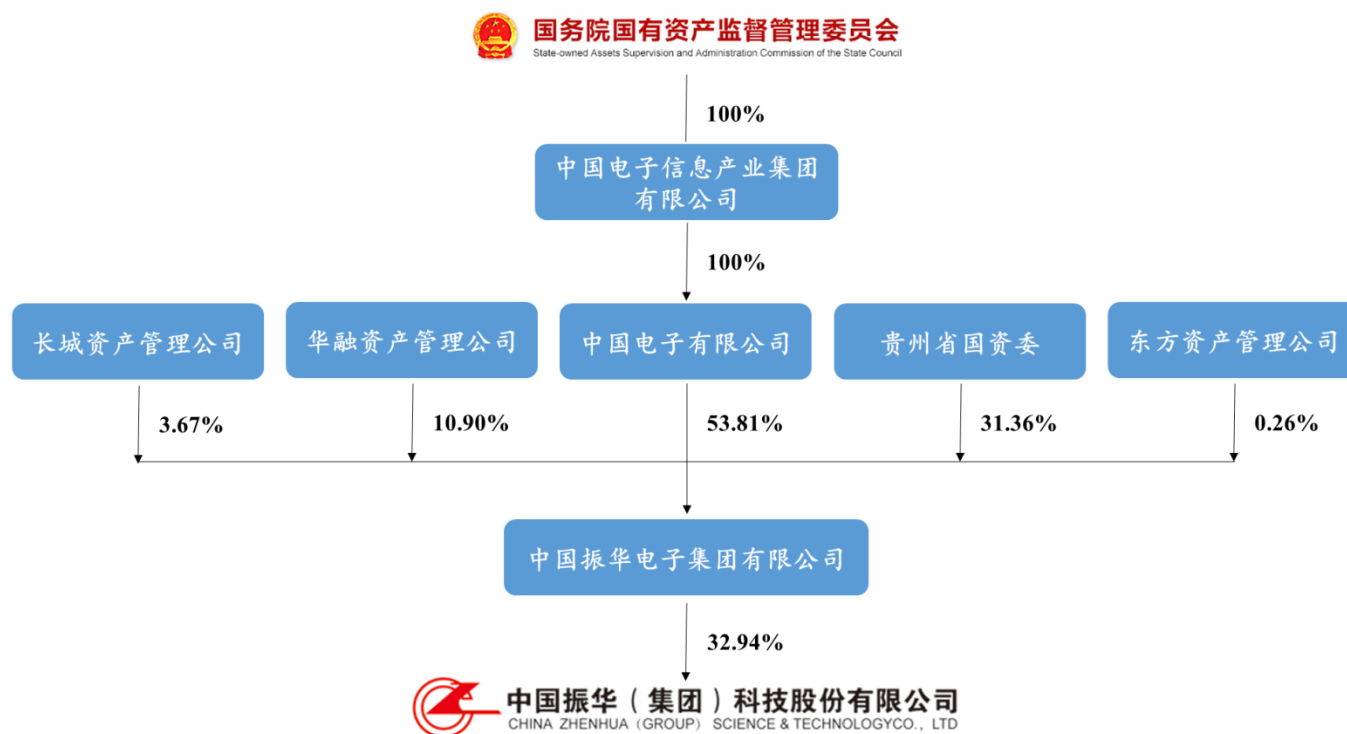 国务院国有资产监督管理委员会
State-owned Assets Supervision and Administration Commission of the State Council
100%
中国电子信息产业集团
有限公司
100%
长城资产管理公司
华融资产管理公司
中国电子有限公司
贵州省国资委
东方资产管理公司
3.67%
10.90%
53.81%
31.36%
0.26%
中国振华电子集团有限公司
32.94%
中国振华（集团）科技股份有限公司
CHINA ZHENHUA (GROUP) SCIENCE & TECHNOLOGYCO., LTD